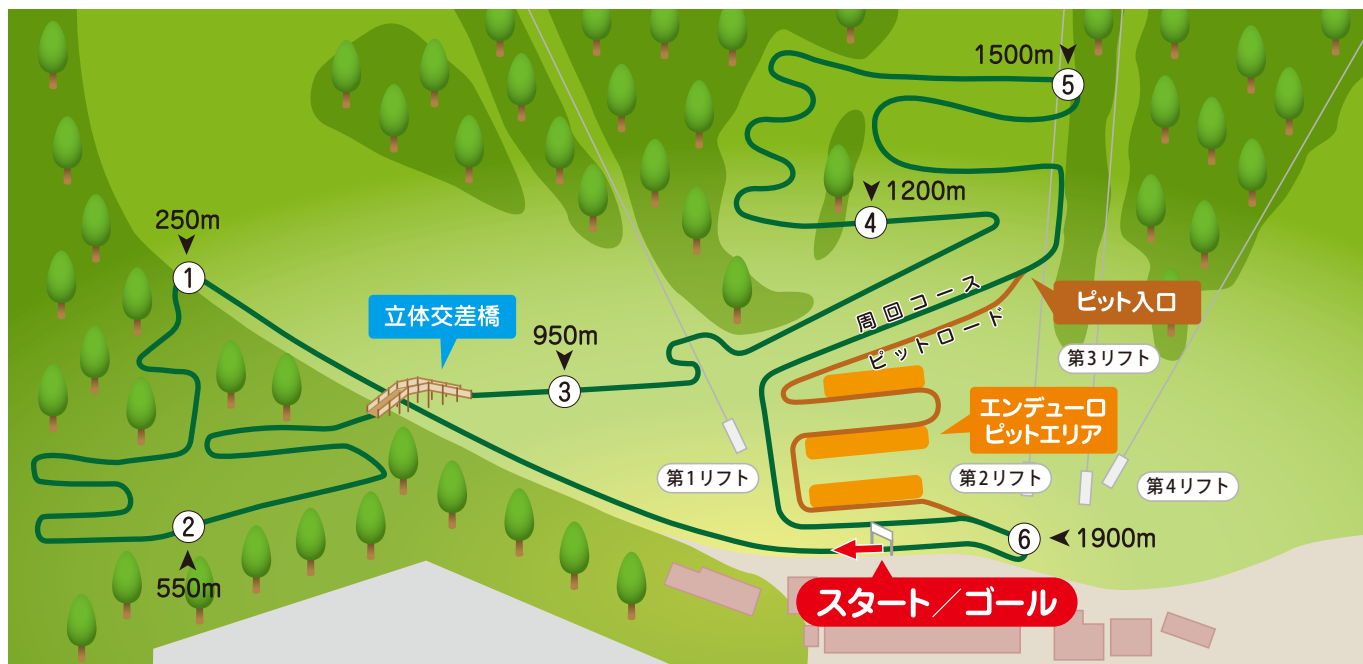 1500m
5
1200m
4
250m
1
周回コース
ピットロード
ピット入口
立体交差橋
950m
3
第3リフト
エンデューロ
ピットエリア
第1リフト
第2リフト
第4リフト
2
550m
6
1900m
スタート／ゴール